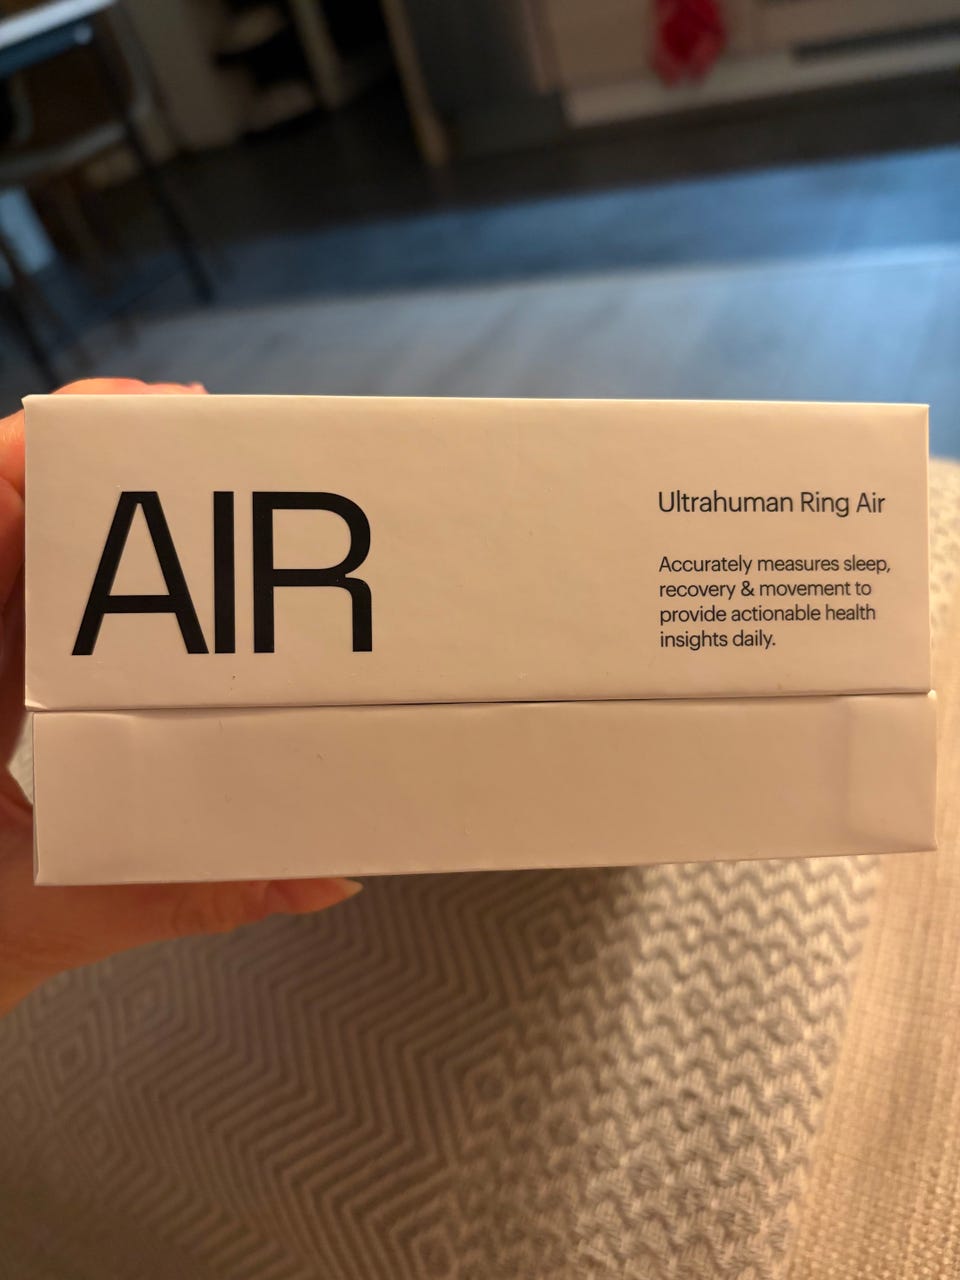 AIR
Ultrahuman Ring Air
Accurately measures sleep,
recovery & movement to
provide actionable health
insights daily.